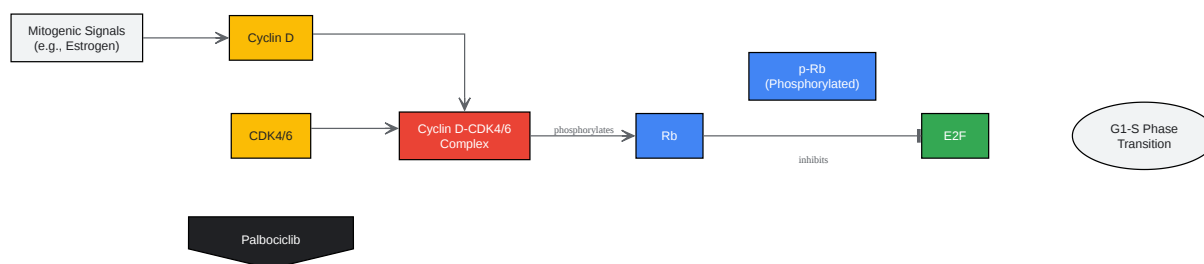 Mitogenic Signals
(e.g., Estrogen)
Cyclin D
p-Rb
(Phosphorylated)
CDK4/6
Cyclin D-CDK4/6
Complex
phosphorylates
Rb
inhibits
E2F
G1-S Phase
Transition
Palbociclib